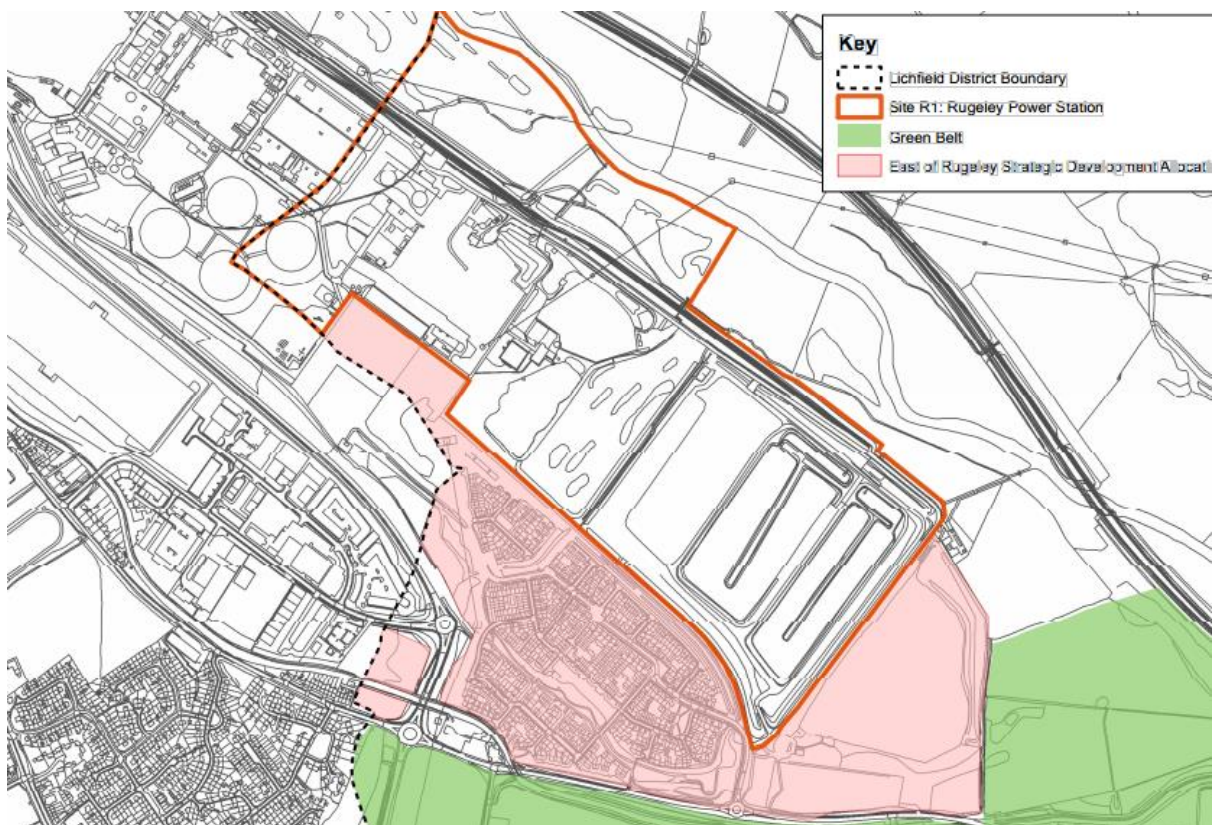 Key
Lichfield District Boundary
Site R1: Rugeley Power Station
Green Belt
East of Rugeley Strategic Development Allocati